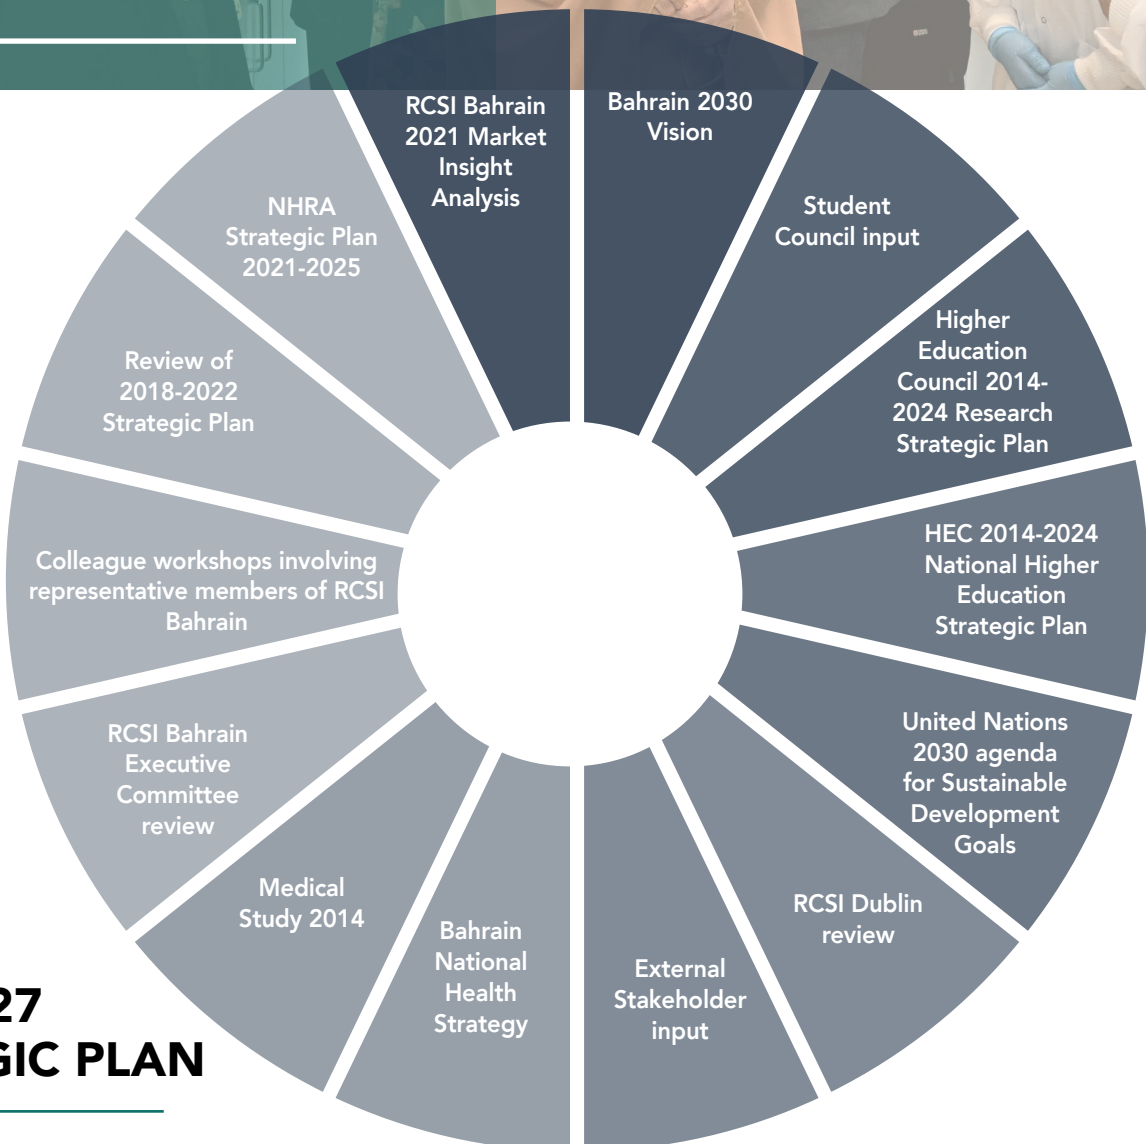 RCSI Bahrain
2021 Market
Insight
Analysis
Bahrain 2030
Vision
Student
Council input
Higher
Education
Council 2014-
2024 Research
Strategic Plan
HEC 2014-2024
National Higher
Education
Strategic Plan
United Nations
2030 agenda
for Sustainable
Development
Goals
RCSI Dublin
review
External
Stakeholder
input
Bahrain
National
Health
Strategy
Medical
Study 2014
RCSI Bahrain
Executive
Committee
review
Colleague workshops involving
representative members of RCSI
Bahrain
Review of
2018-2022
Strategic Plan
NHRA
Strategic Plan
2021-2025
27
GIC PLAN